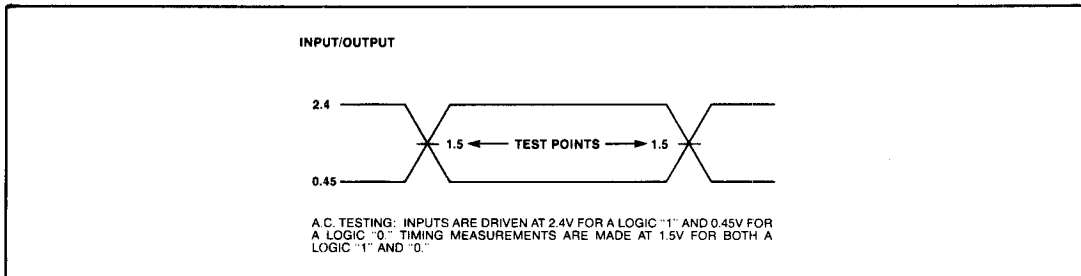 INPUT/OUTPUT
2.4
1.5 TEST POINTS 1.5
0.45
A.C. TESTING: INPUTS ARE DRIVEN AT 2.4V FOR A LOGIC "1" AND 0.45V FOR
A LOGIC "0." TIMING MEASUREMENTS ARE MADE AT 1.5V FOR BOTH A
LOGIC "1" AND "0."